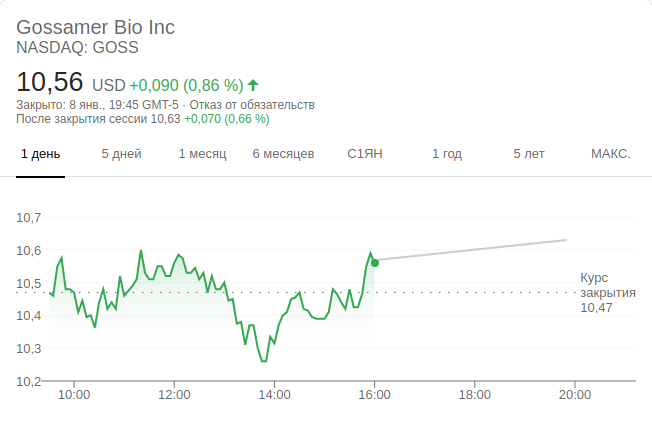 Gossamer Bio Inc
NASDAQ: GOSS
10,56 USD +0,090 (0,86 %)
Закрыто: 8 янв., 19:45 GMT-5 · Отказ от обязательств
После закрытия сессии 10,63 +0,070 (0,66 %)
1 день 5 дней 1 месяц 6 месяцев С1ЯН 1 год 5 лет МАКС.
10,7
10,6
10,5
10,4
10,3
10,2
Курс
закрытия
10,47
10:00 12:00 14:00 16:00 18:00 20:00